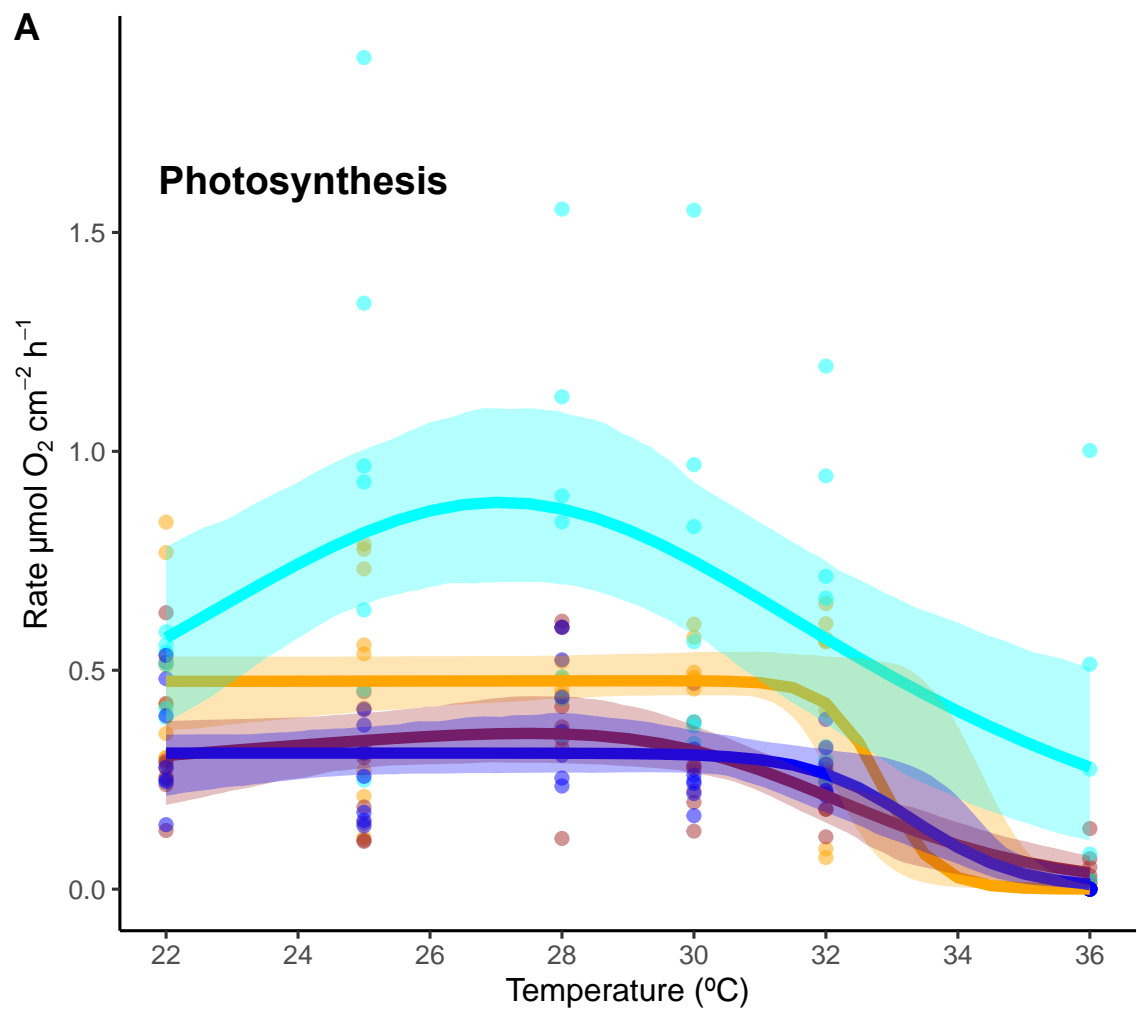 A
Photosynthesis
Rate µmol O₂ cm⁻² h⁻¹
1.5
1.0
0.5
0.0
22 24 26 28 30 32 34 36
Temperature (ºC)